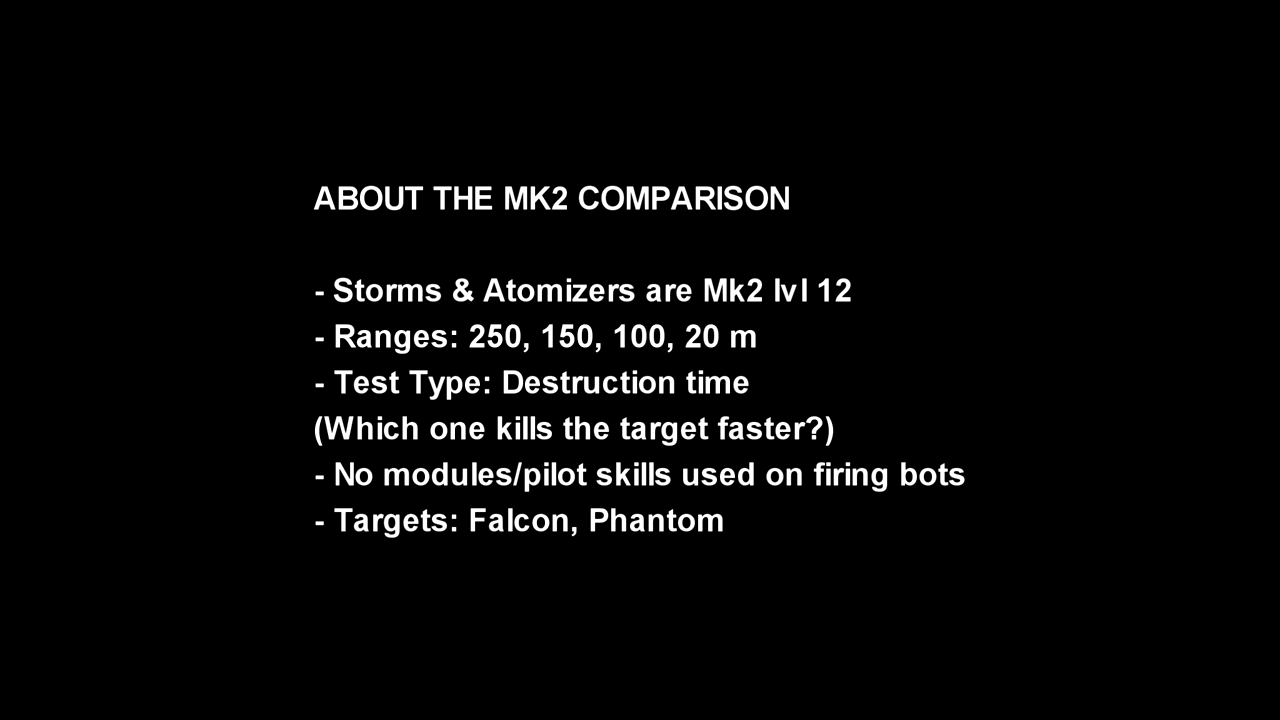 ABOUT THE MK2 COMPARISON
- Storms & Atomizers are Mk2 lvl 12
- Ranges: 250, 150, 100, 20 m
- Test Type: Destruction time
(Which one kills the target faster?)
- No modules/pilot skills used on firing bots
- Targets: Falcon, Phantom